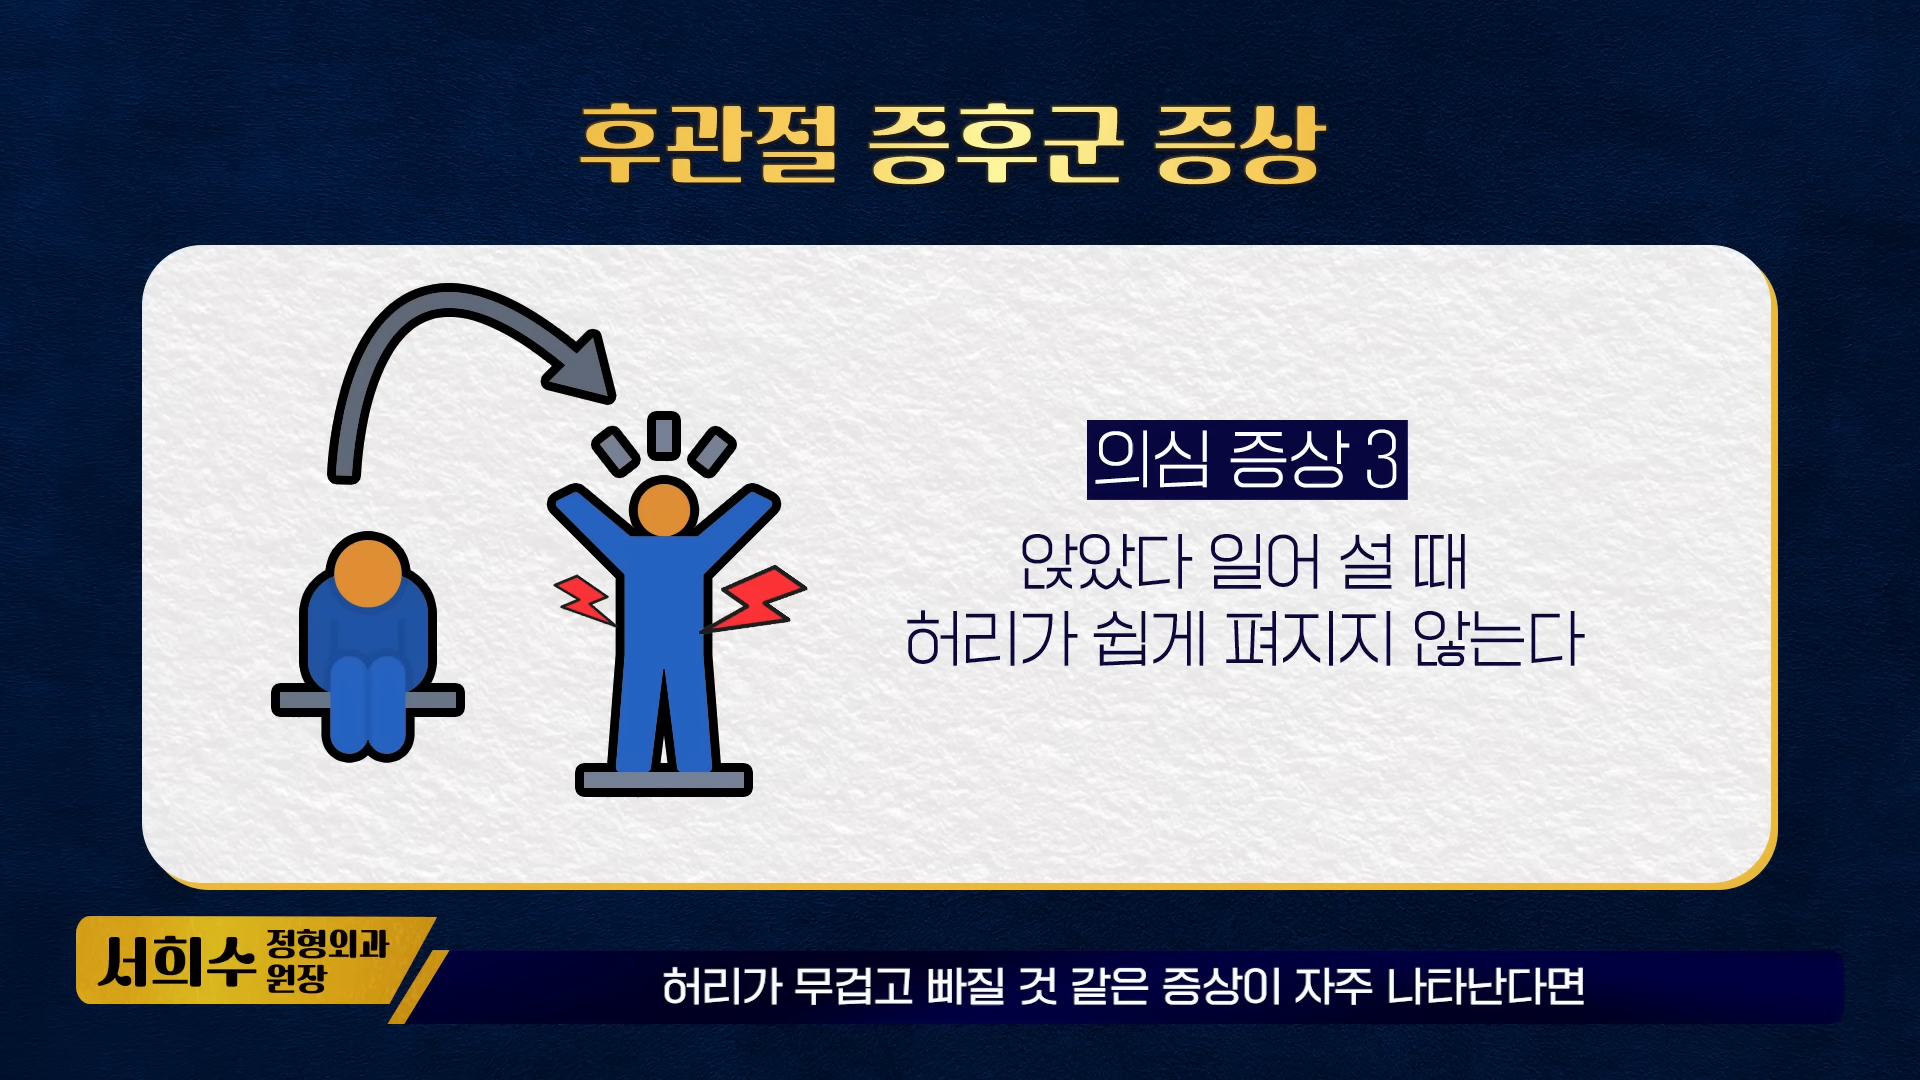 후관절 증후군 증상
의심 증상 3
앉았다 일어 설 때
허리가 쉽게 펴지지 않는다
서희수 정형외과
원장
허리가 무겁고 빠질 것 같은 증상이 자주 나타난다면